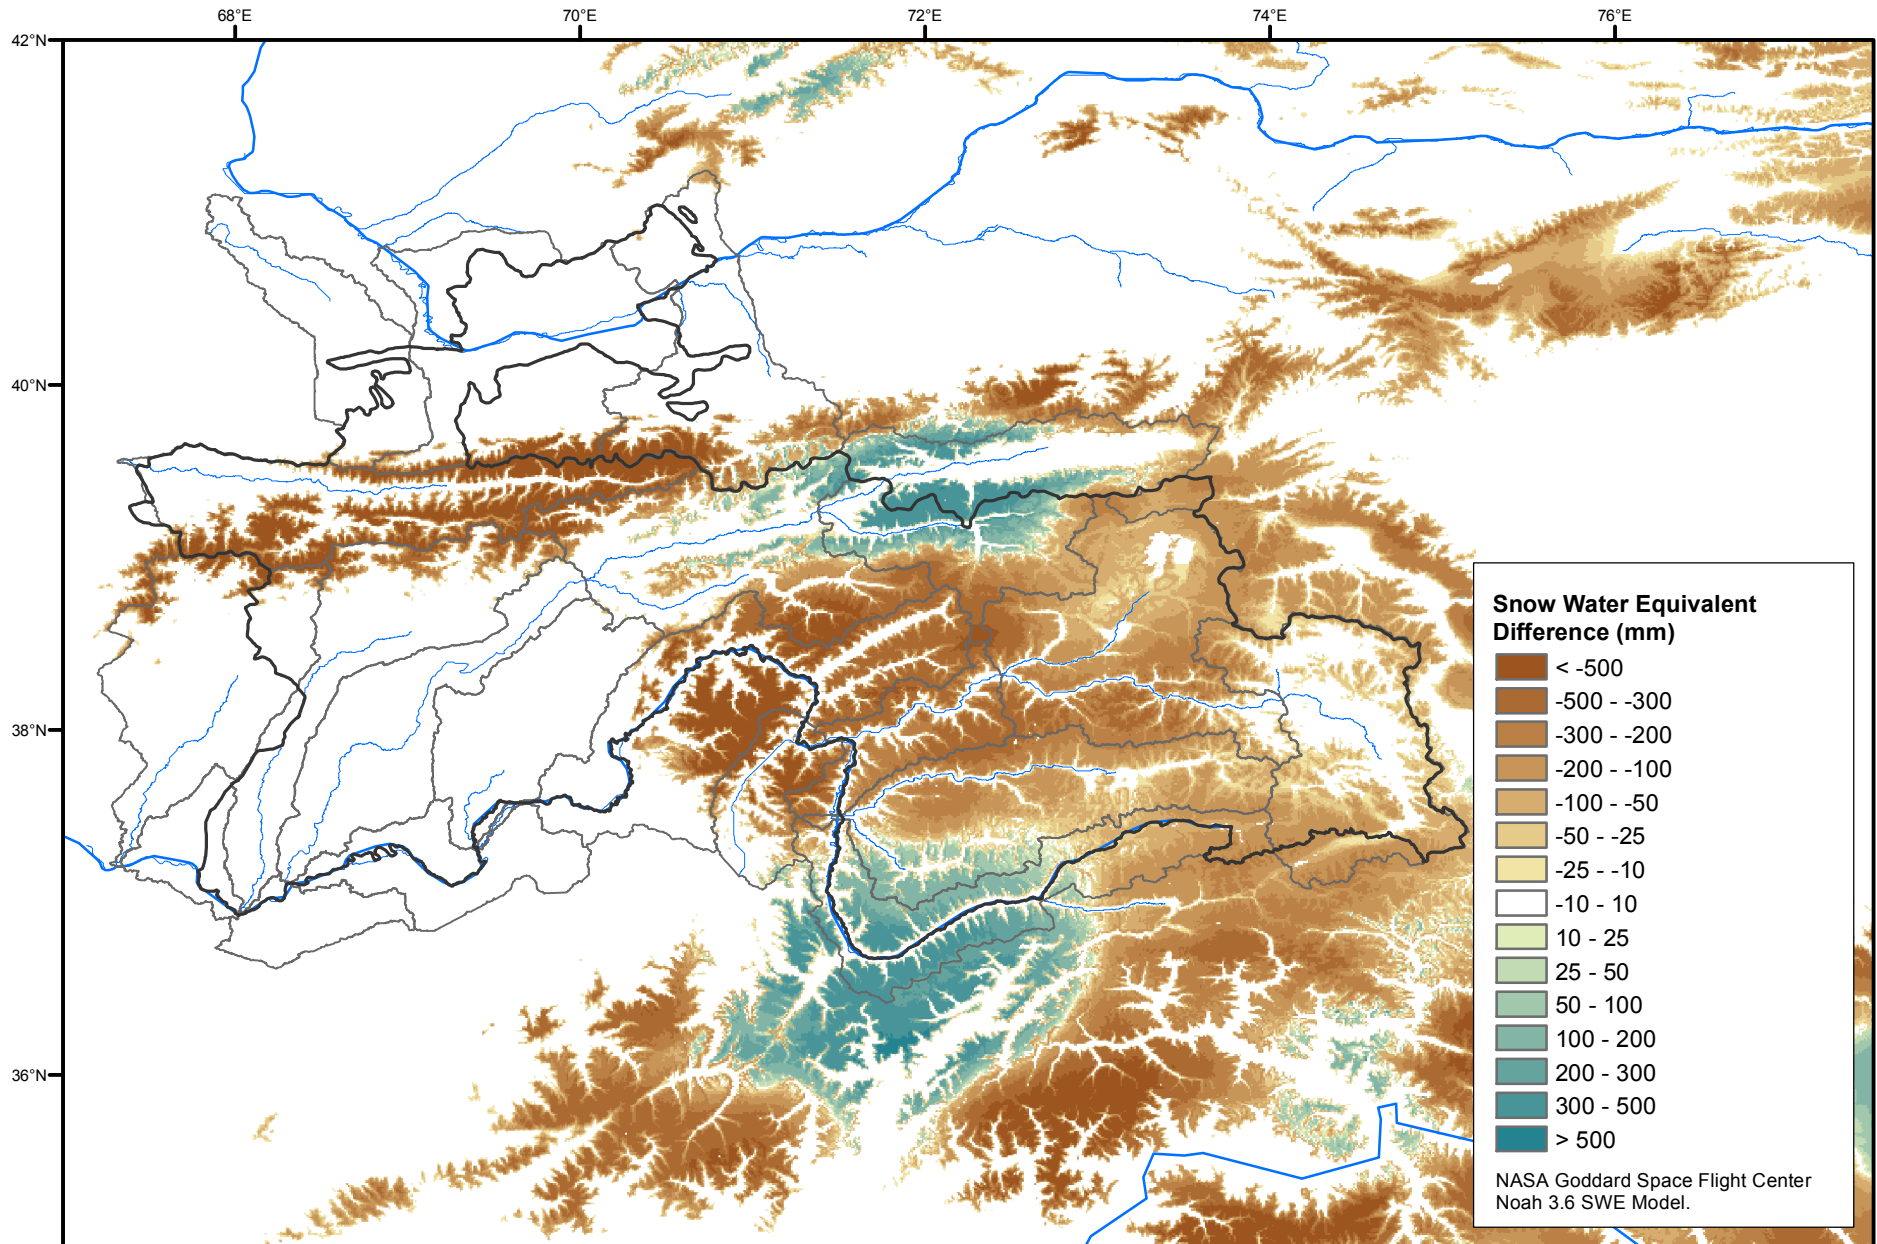 68°E
70°E
72°E
74°E
76°E
42°N
40°N
38°N
36°N
Snow Water Equivalent
Difference (mm)
< -500
-500 - -300
-300 - -200
-200 - -100
-100 - -50
-50 - -25
-25 - -10
-10 - 10
10 - 25
25 - 50
50 - 100
100 - 200
200 - 300
300 - 500
> 500
NASA Goddard Space Flight Center
Noah 3.6 SWE Model.